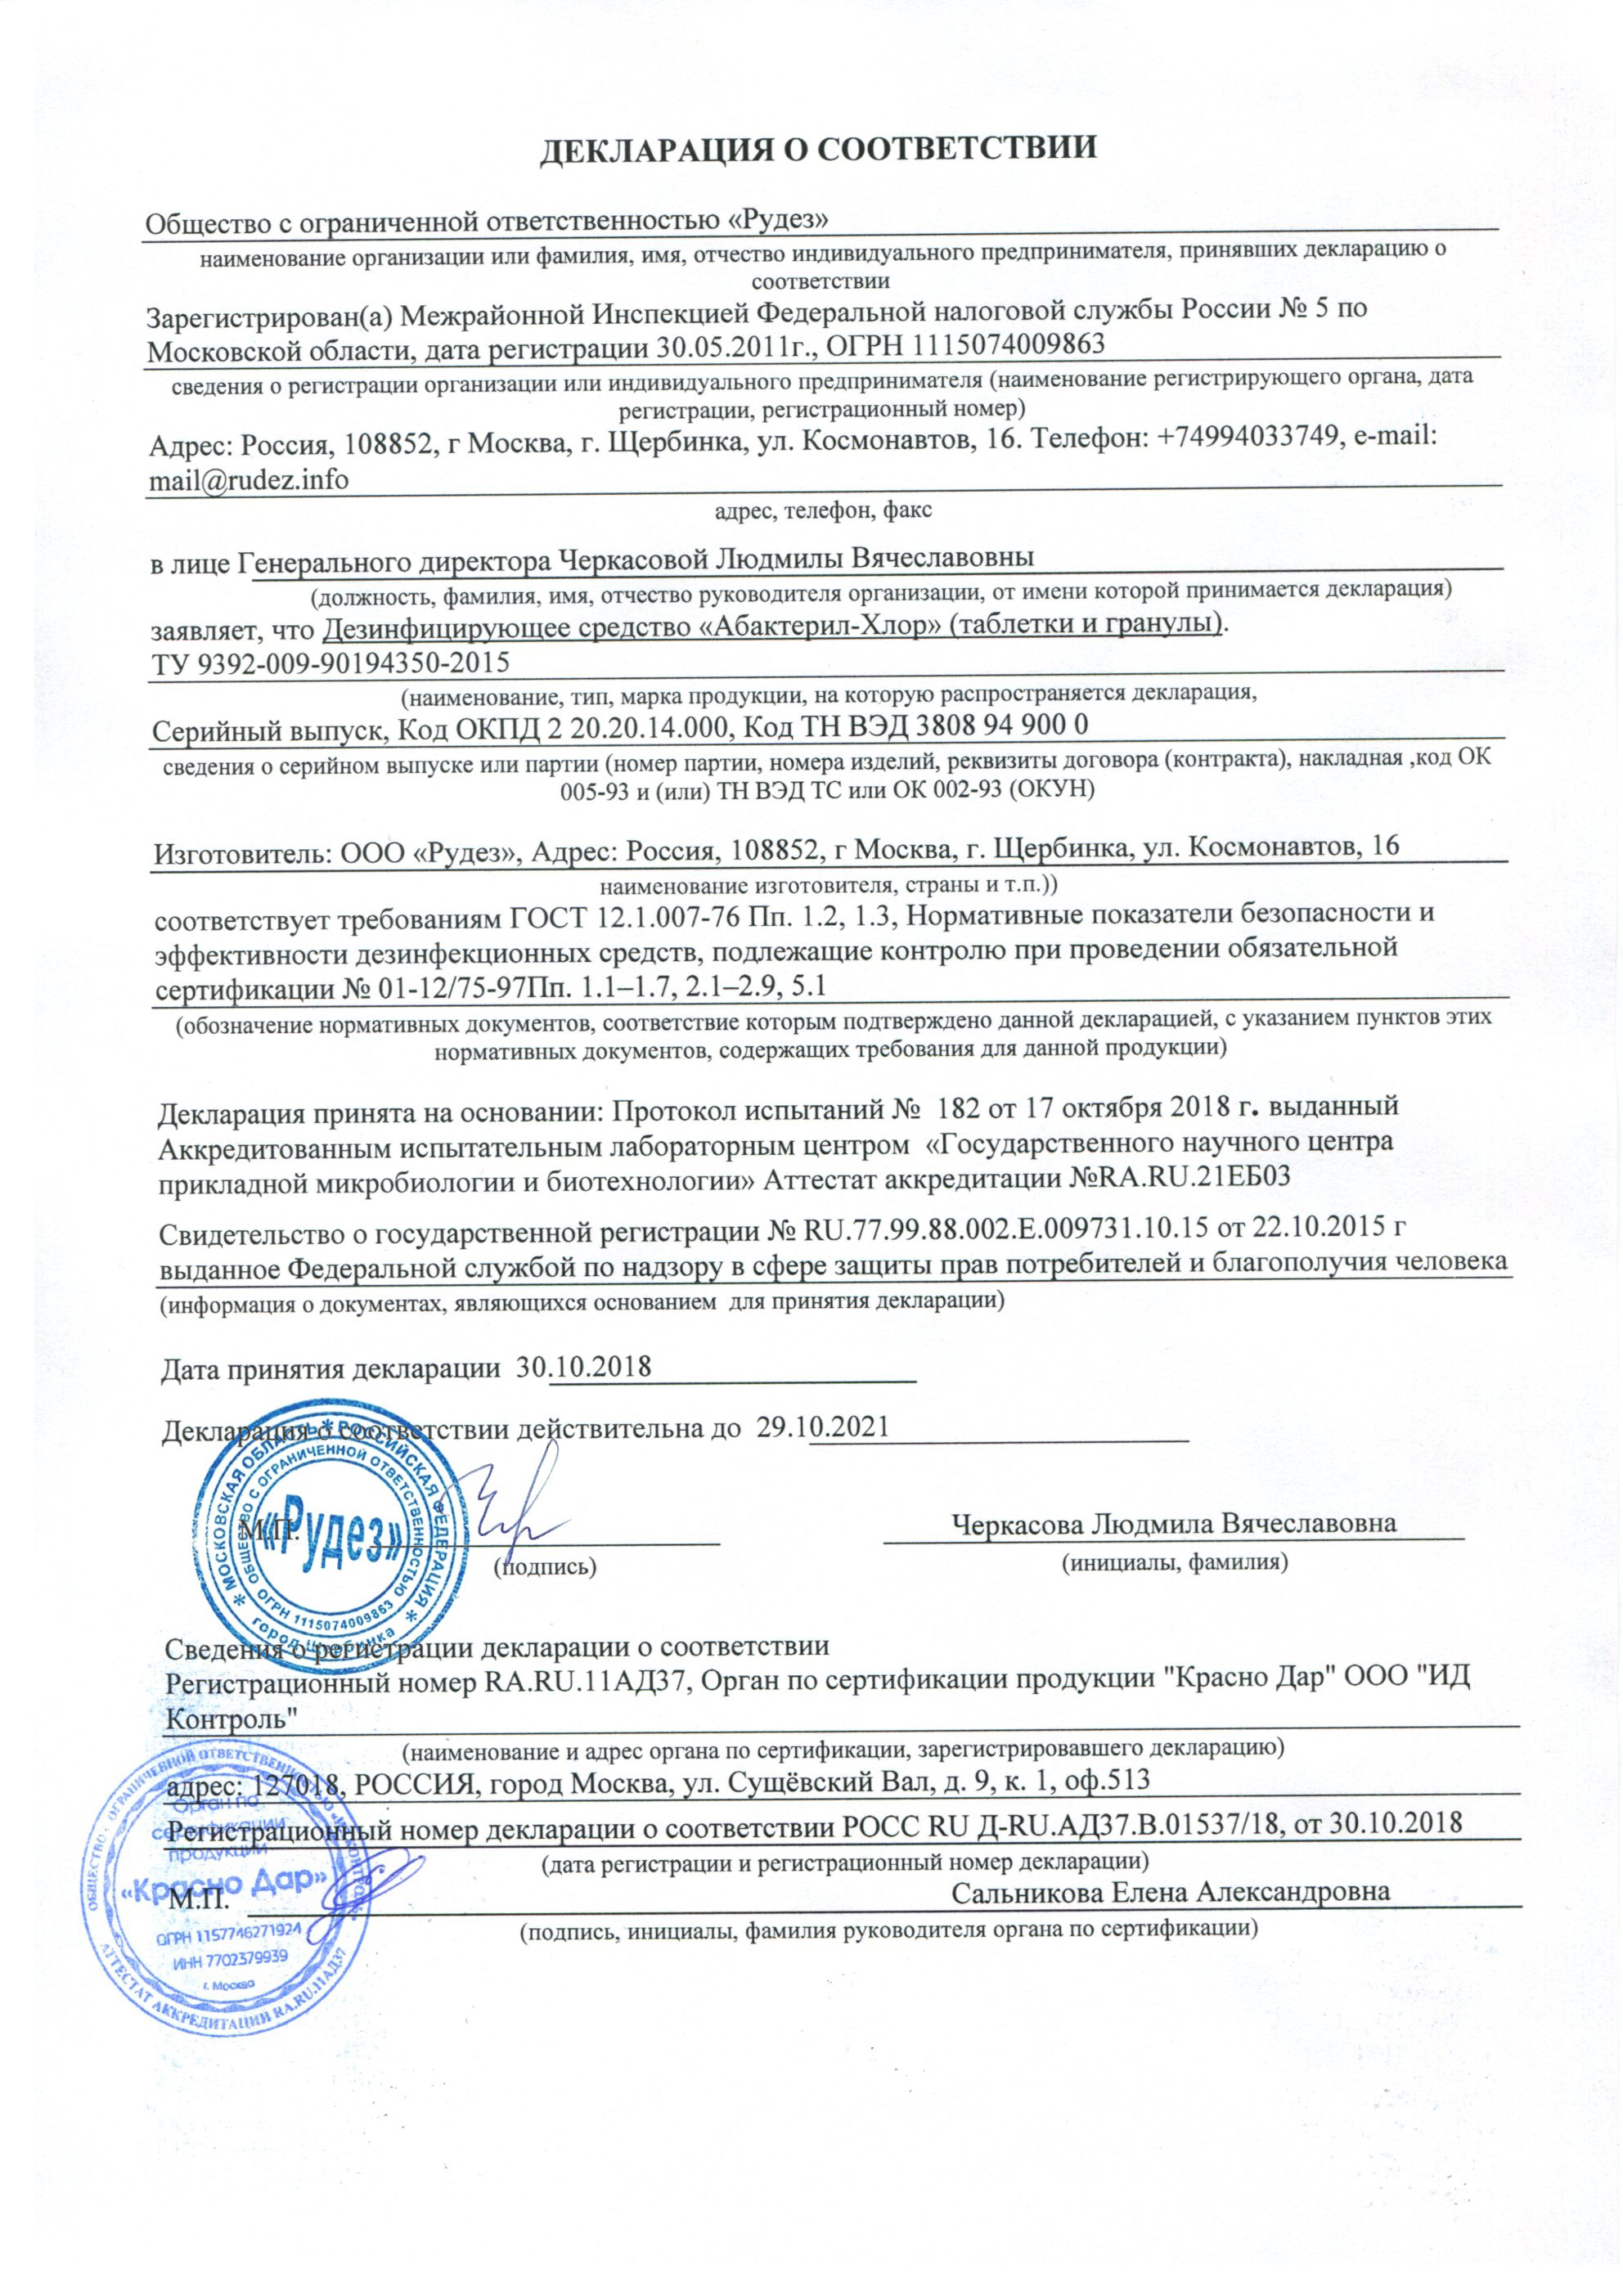 ДЕКЛАРАЦИЯ О СООТВЕТСТВИИ
Общество с ограниченной ответственностью «Рудез»
наименование организации или фамилия, имя, отчество индивидуального предпринимателя, принявших декларацию о
соответствии
Зарегистрирован(а) Межрайонной Инспекцией Федеральной налоговой службы России № 5 по
Московской области, дата регистрации 30.05.2011г., ОГРН 1115074009863
сведения о регистрации организации или индивидуального предпринимателя (наименование регистрирующего органа, дата
регистрации, регистрационный номер)
Адрес: Россия, 108852, г Москва, г. Щербинка, ул. Космонавтов, 16. Телефон: +74994033749, e-mail:
mail@rudez.info
адрес, телефон, факс
в лице Генерального директора Черкасовой Людмилы Вячеславовны
(должность, фамилия, имя, отчество руководителя организации, от имени которой принимается декларация)
заявляет, что Дезинфицирующее средство «Абактерил-Хлор» (таблетки и гранулы).
ТУ 9392-009-90194350-2015
(наименование, тип, марка продукции, на которую распространяется декларация,
Серийный выпуск, Код ОКПД 2 20.20.14.000, Код ТН ВЭД 3808 94 900 0
сведения о серийном выпуске или партии (номер партии, номера изделий, реквизиты договора (контракта), накладная ,код ОК
005-93 и (или) ТН ВЭД ТС или ОК 002-93 (ОКУН)
Изготовитель: ООО «Рудез», Адрес: Россия, 108852, г Москва, г. Щербинка, ул. Космонавтов, 16
наименование изготовителя, страны и т.п.))
соответствует требованиям ГОСТ 12.1.007-76 Пп. 1.2, 1.3, Нормативные показатели безопасности и
эффективности дезинфекционных средств, подлежащие контролю при проведении обязательной
сертификации № 01-12/75-97Пп. 1.1–1.7, 2.1–2.9, 5.1
(обозначение нормативных документов, соответствие которым подтверждено данной декларацией, с указанием пунктов этих
нормативных документов, содержащих требования для данной продукции)
Декларация принята на основании: Протокол испытаний № 182 от 17 октября 2018 г. выданный
Аккредитованным испытательным лабораторным центром «Государственного научного центра
прикладной микробиологии и биотехнологии» Аттестат аккредитации №RA.RU.21ЕБ03
Свидетельство о государственной регистрации № RU.77.99.88.002.Е.009731.10.15 от 22.10.2015 г
выданное Федеральной службой по надзору в сфере защиты прав потребителей и благополучия человека
(информация о документах, являющихся основанием для принятия декларации)
Дата принятия декларации 30.10.2018
Декларация о соответствии действительна до 29.10.2021
* МОСКОВСКАЯ ОБЛАСТЬ * РОССИЙСКАЯ ФЕДЕРАЦИЯ *
ОБЩЕСТВО С ОГРАНИЧЕННОЙ ОТВЕТСТВЕННОСТЬЮ
«Рудез»
ОГРН 1115074009863
город Щербинка
М.П.
Черкасова Людмила Вячеславовна
(подпись)
(инициалы, фамилия)
Сведения о регистрации декларации о соответствии
Регистрационный номер RA.RU.11АД37, Орган по сертификации продукции "Красно Дар" ООО "ИД
Контроль"
(наименование и адрес органа по сертификации, зарегистрировавшего декларацию)
адрес: 127018, РОССИЯ, город Москва, ул. Сущёвский Вал, д. 9, к. 1, оф.513
Регистрационный номер декларации о соответствии РОСС RU Д-RU.АД37.В.01537/18, от 30.10.2018
(дата регистрации и регистрационный номер декларации)
М.П.
Сальникова Елена Александровна
(подпись, инициалы, фамилия руководителя органа по сертификации)
Орган по
сертификации
продукции
«Красно Дар»
ОГРН 1157746271924
ИНН 7702379939
г. Москва
АТТЕСТАТ АККРЕДИТАЦИИ RA.RU.11АД37